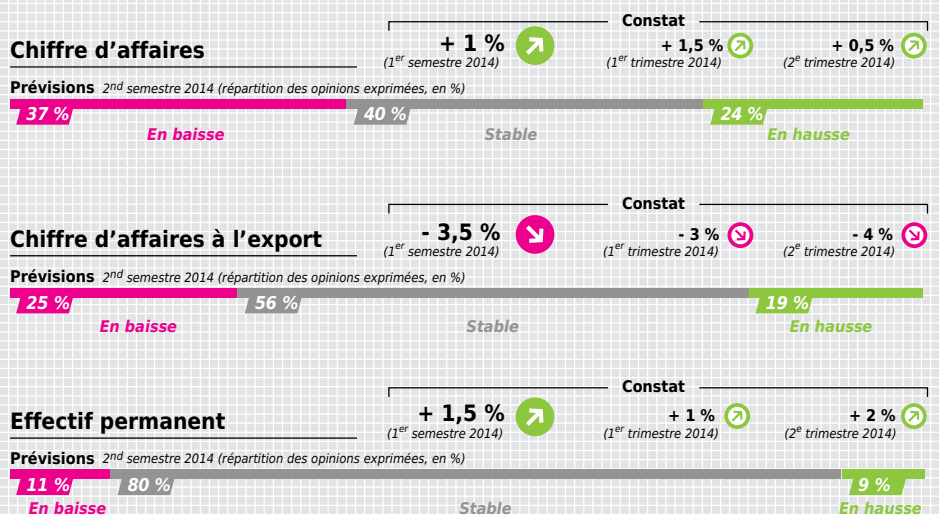 Constat
Chiffre d’affaires
+ 1 %
(1er semestre 2014)
+ 1,5 %
(1er trimestre 2014)
+ 0,5 %
(2e trimestre 2014)
Prévisions 2nd semestre 2014 (répartition des opinions exprimées, en %)
37 % 40 % 24 %
En baisse Stable En hausse
Constat
Chiffre d’affaires à l’export
- 3,5 %
(1er semestre 2014)
- 3 %
(1er trimestre 2014)
- 4 %
(2e trimestre 2014)
Prévisions 2nd semestre 2014 (répartition des opinions exprimées, en %)
25 % 56 % 19 %
En baisse Stable En hausse
Constat
Effectif permanent
+ 1,5 %
(1er semestre 2014)
+ 1 %
(1er trimestre 2014)
+ 2 %
(2e trimestre 2014)
Prévisions 2nd semestre 2014 (répartition des opinions exprimées, en %)
11 % 80 % 9 %
En baisse Stable En hausse